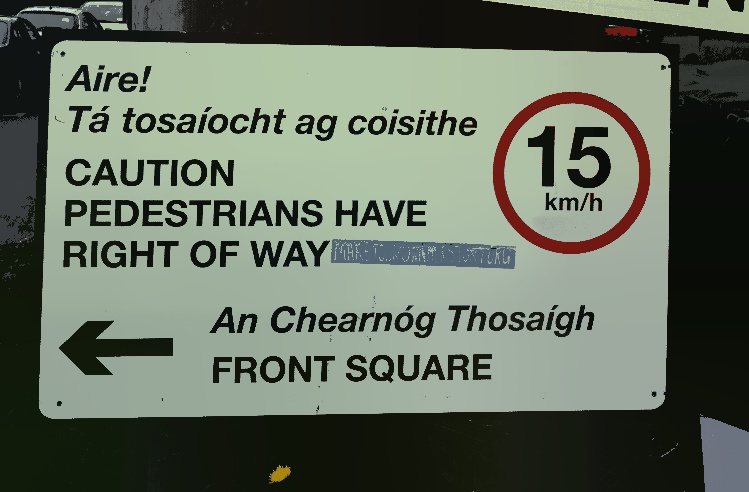 Aire!
Tá tosaíocht ag coisithe
CAUTION
PEDESTRIANS HAVE
RIGHT OF WAY
15
km/h
An Chearnóg Thosaígh
FRONT SQUARE